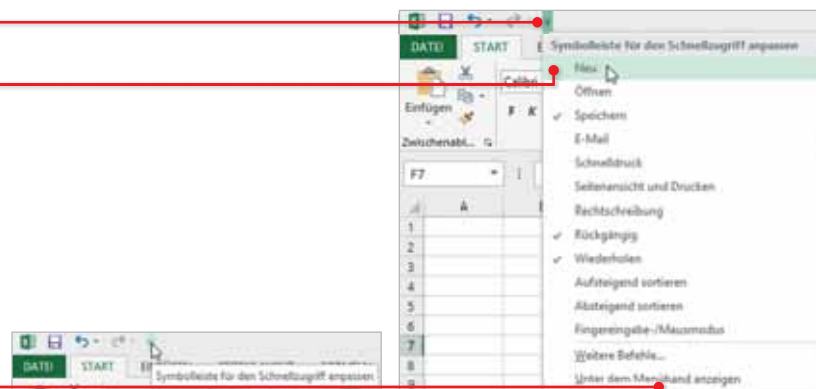 DATEI START
Symbolleiste für den Schnellzugriff anpassen
Neu
Öffnen
Speichern
E-Mail
Schnelldruck
Seitenansicht und Drucken
Rechtschreibung
Rückgängig
Wiederholen
Aufsteigend sortieren
Absteigend sortieren
Fingereingabe-/Mausmodus
Weitere Befehle...
Unter dem Menüband anzeigen
Calibri
Einfügen
F K
Zwischenabl...
F7
A
1
2
3
4
5
6
7
8
9
DATEI START
Symbolleiste für den Schnellzugriff anpassen